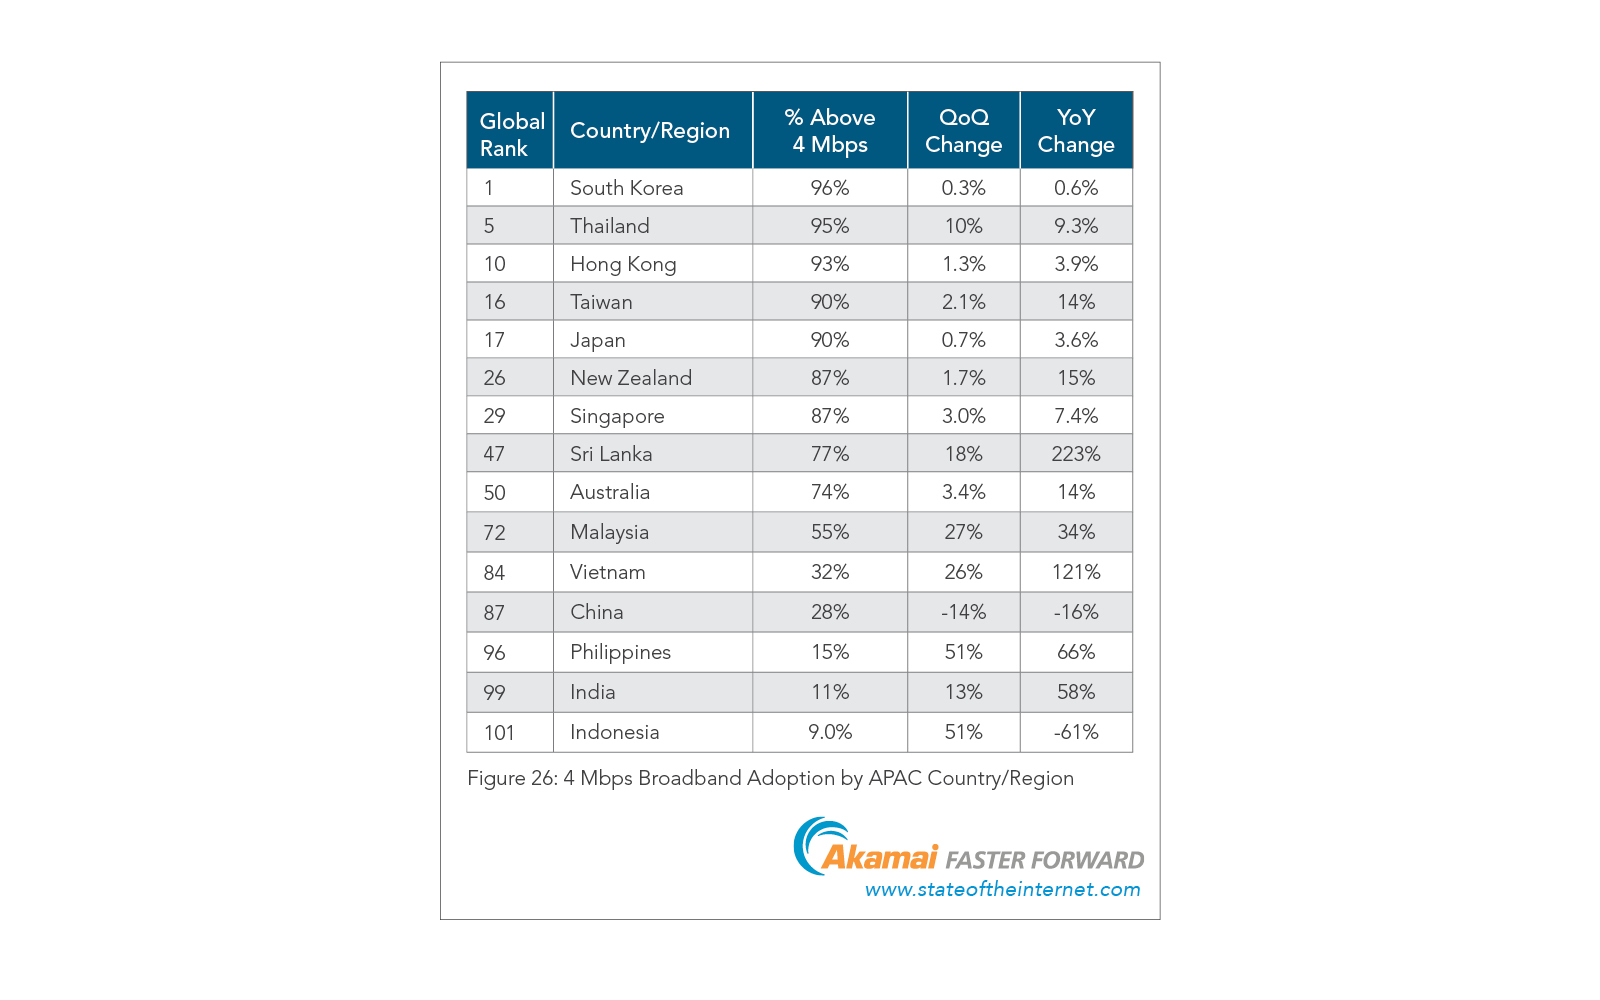 Global Rank Country/Region % Above 4 Mbps QoQ Change YoY Change
1 South Korea 96% 0.3% 0.6%
5 Thailand 95% 10% 9.3%
10 Hong Kong 93% 1.3% 3.9%
16 Taiwan 90% 2.1% 14%
17 Japan 90% 0.7% 3.6%
26 New Zealand 87% 1.7% 15%
29 Singapore 87% 3.0% 7.4%
47 Sri Lanka 77% 18% 223%
50 Australia 74% 3.4% 14%
72 Malaysia 55% 27% 34%
84 Vietnam 32% 26% 121%
87 China 28% -14% -16%
96 Philippines 15% 51% 66%
99 India 11% 13% 58%
101 Indonesia 9.0% 51% -61%
Figure 26: 4 Mbps Broadband Adoption by APAC Country/Region
Akamai FASTER FORWARD
www.stateoftheinternet.com